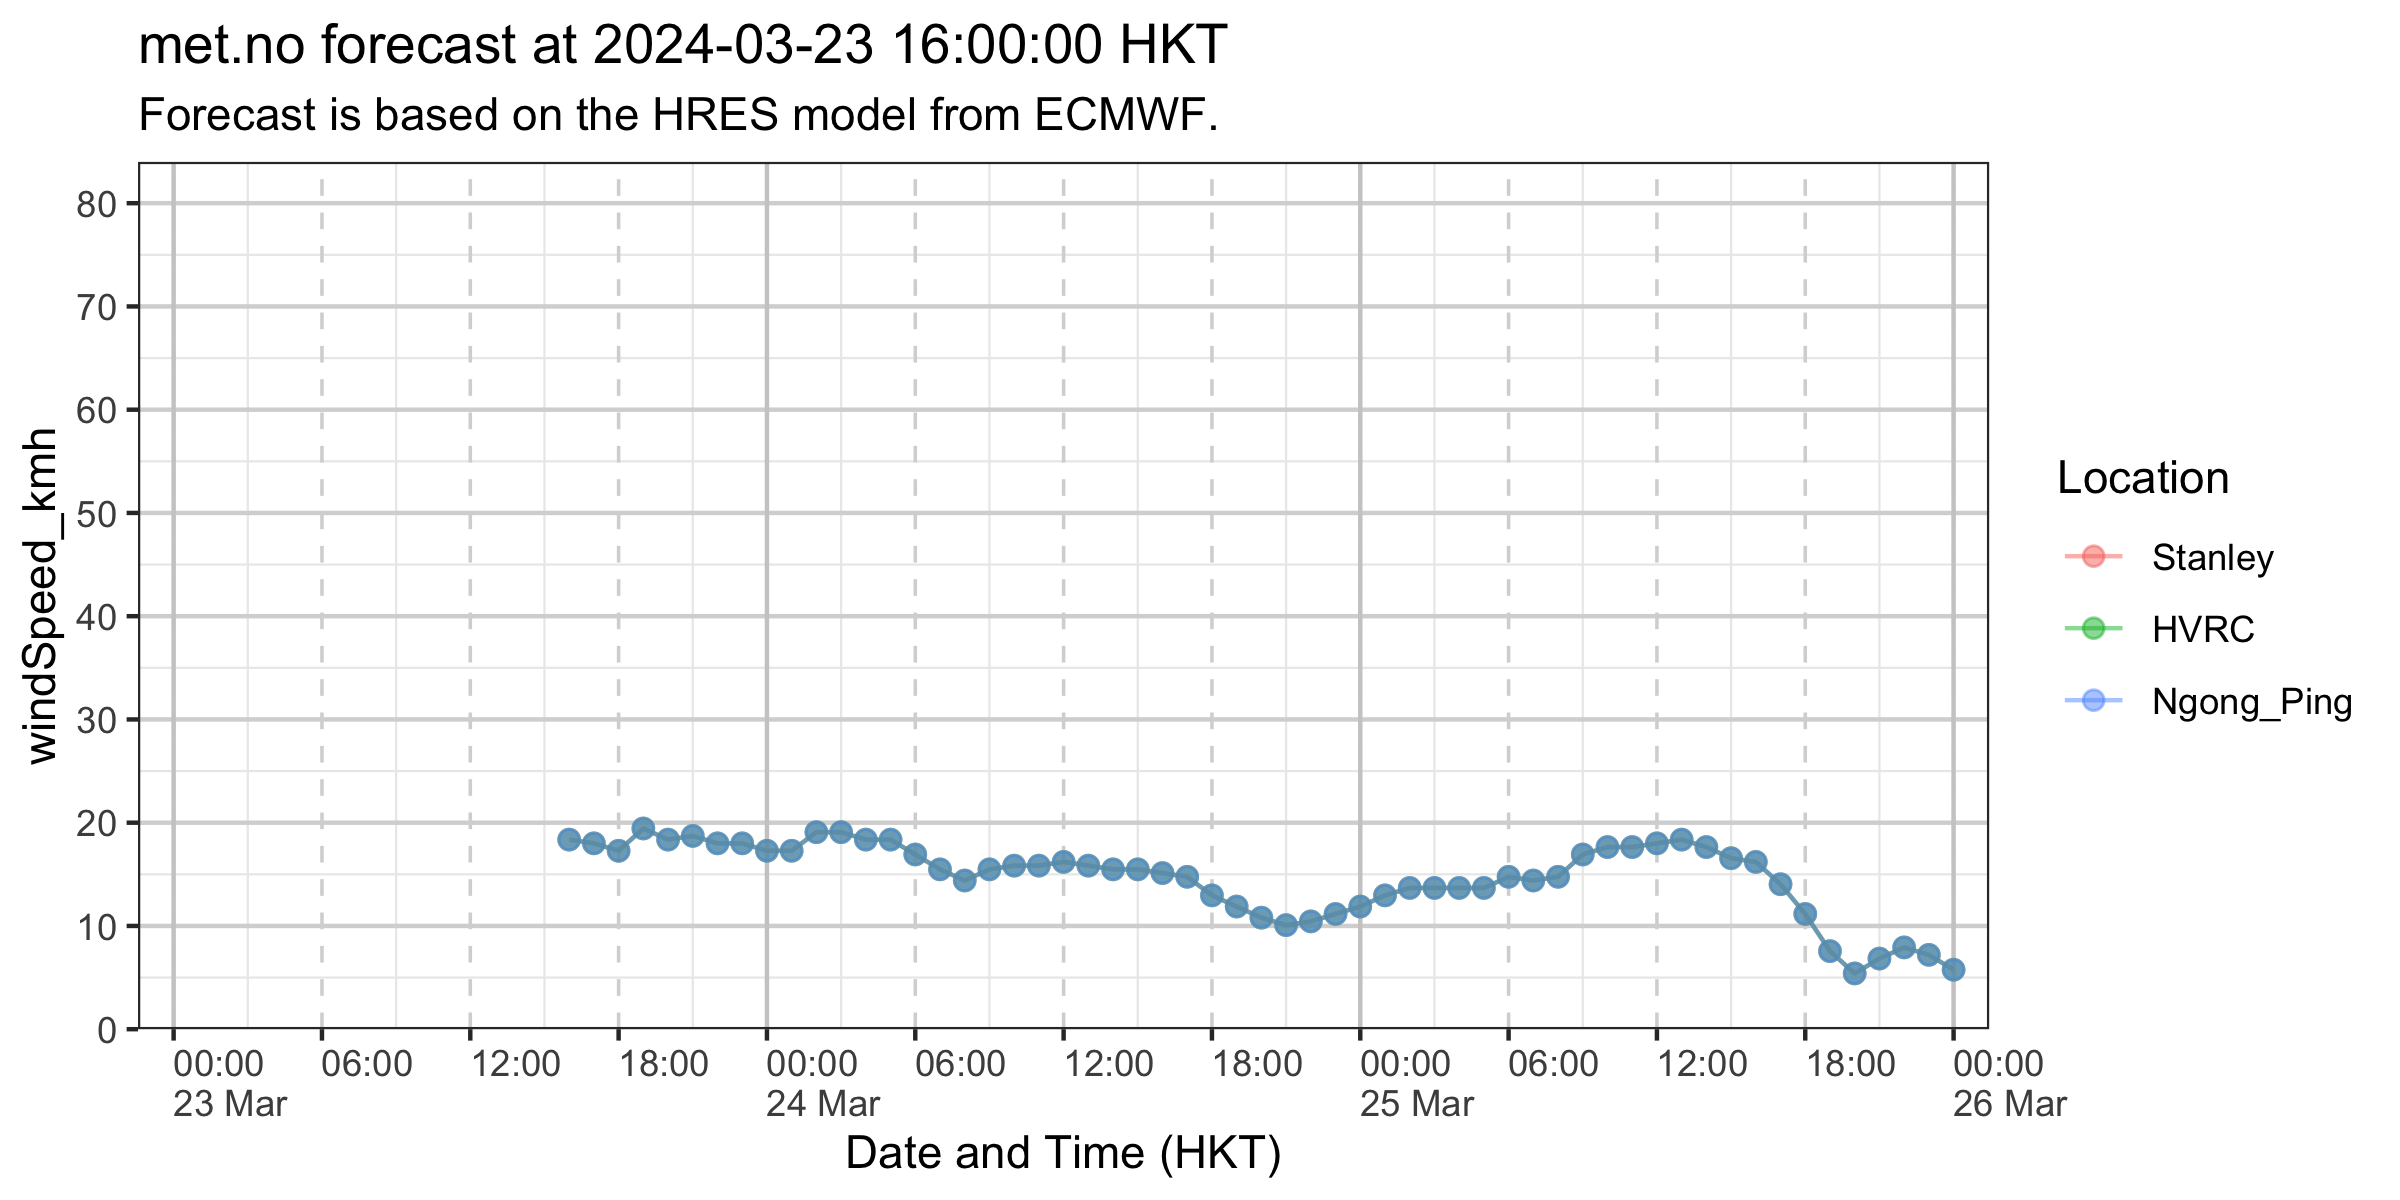 met.no forecast at 2024-03-23 16:00:00 HKT
Forecast is based on the HRES model from ECMWF.
windSpeed_kmh
80
70
60
50
40
30
20
10
0
00:00 06:00 12:00 18:00 00:00 06:00 12:00 18:00 00:00 06:00 12:00 18:00 00:00
23 Mar 24 Mar 25 Mar 26 Mar
Date and Time (HKT)
Location
Stanley
HVRC
Ngong_Ping